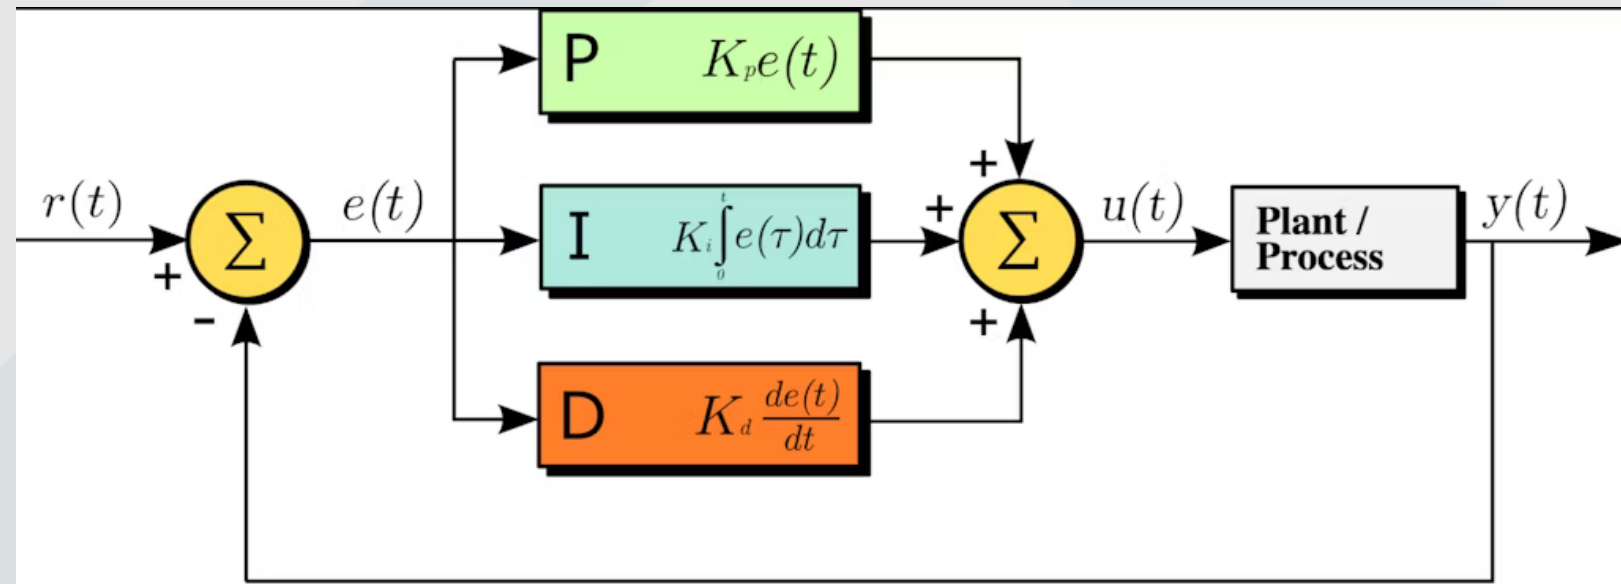 P K_p e(t)
r(t)
+
-
Σ
e(t)
I K_i ∫_0^t e(τ)dτ
D K_d de(t)/dt
+
+
+
Σ
u(t)
Plant /
Process
y(t)